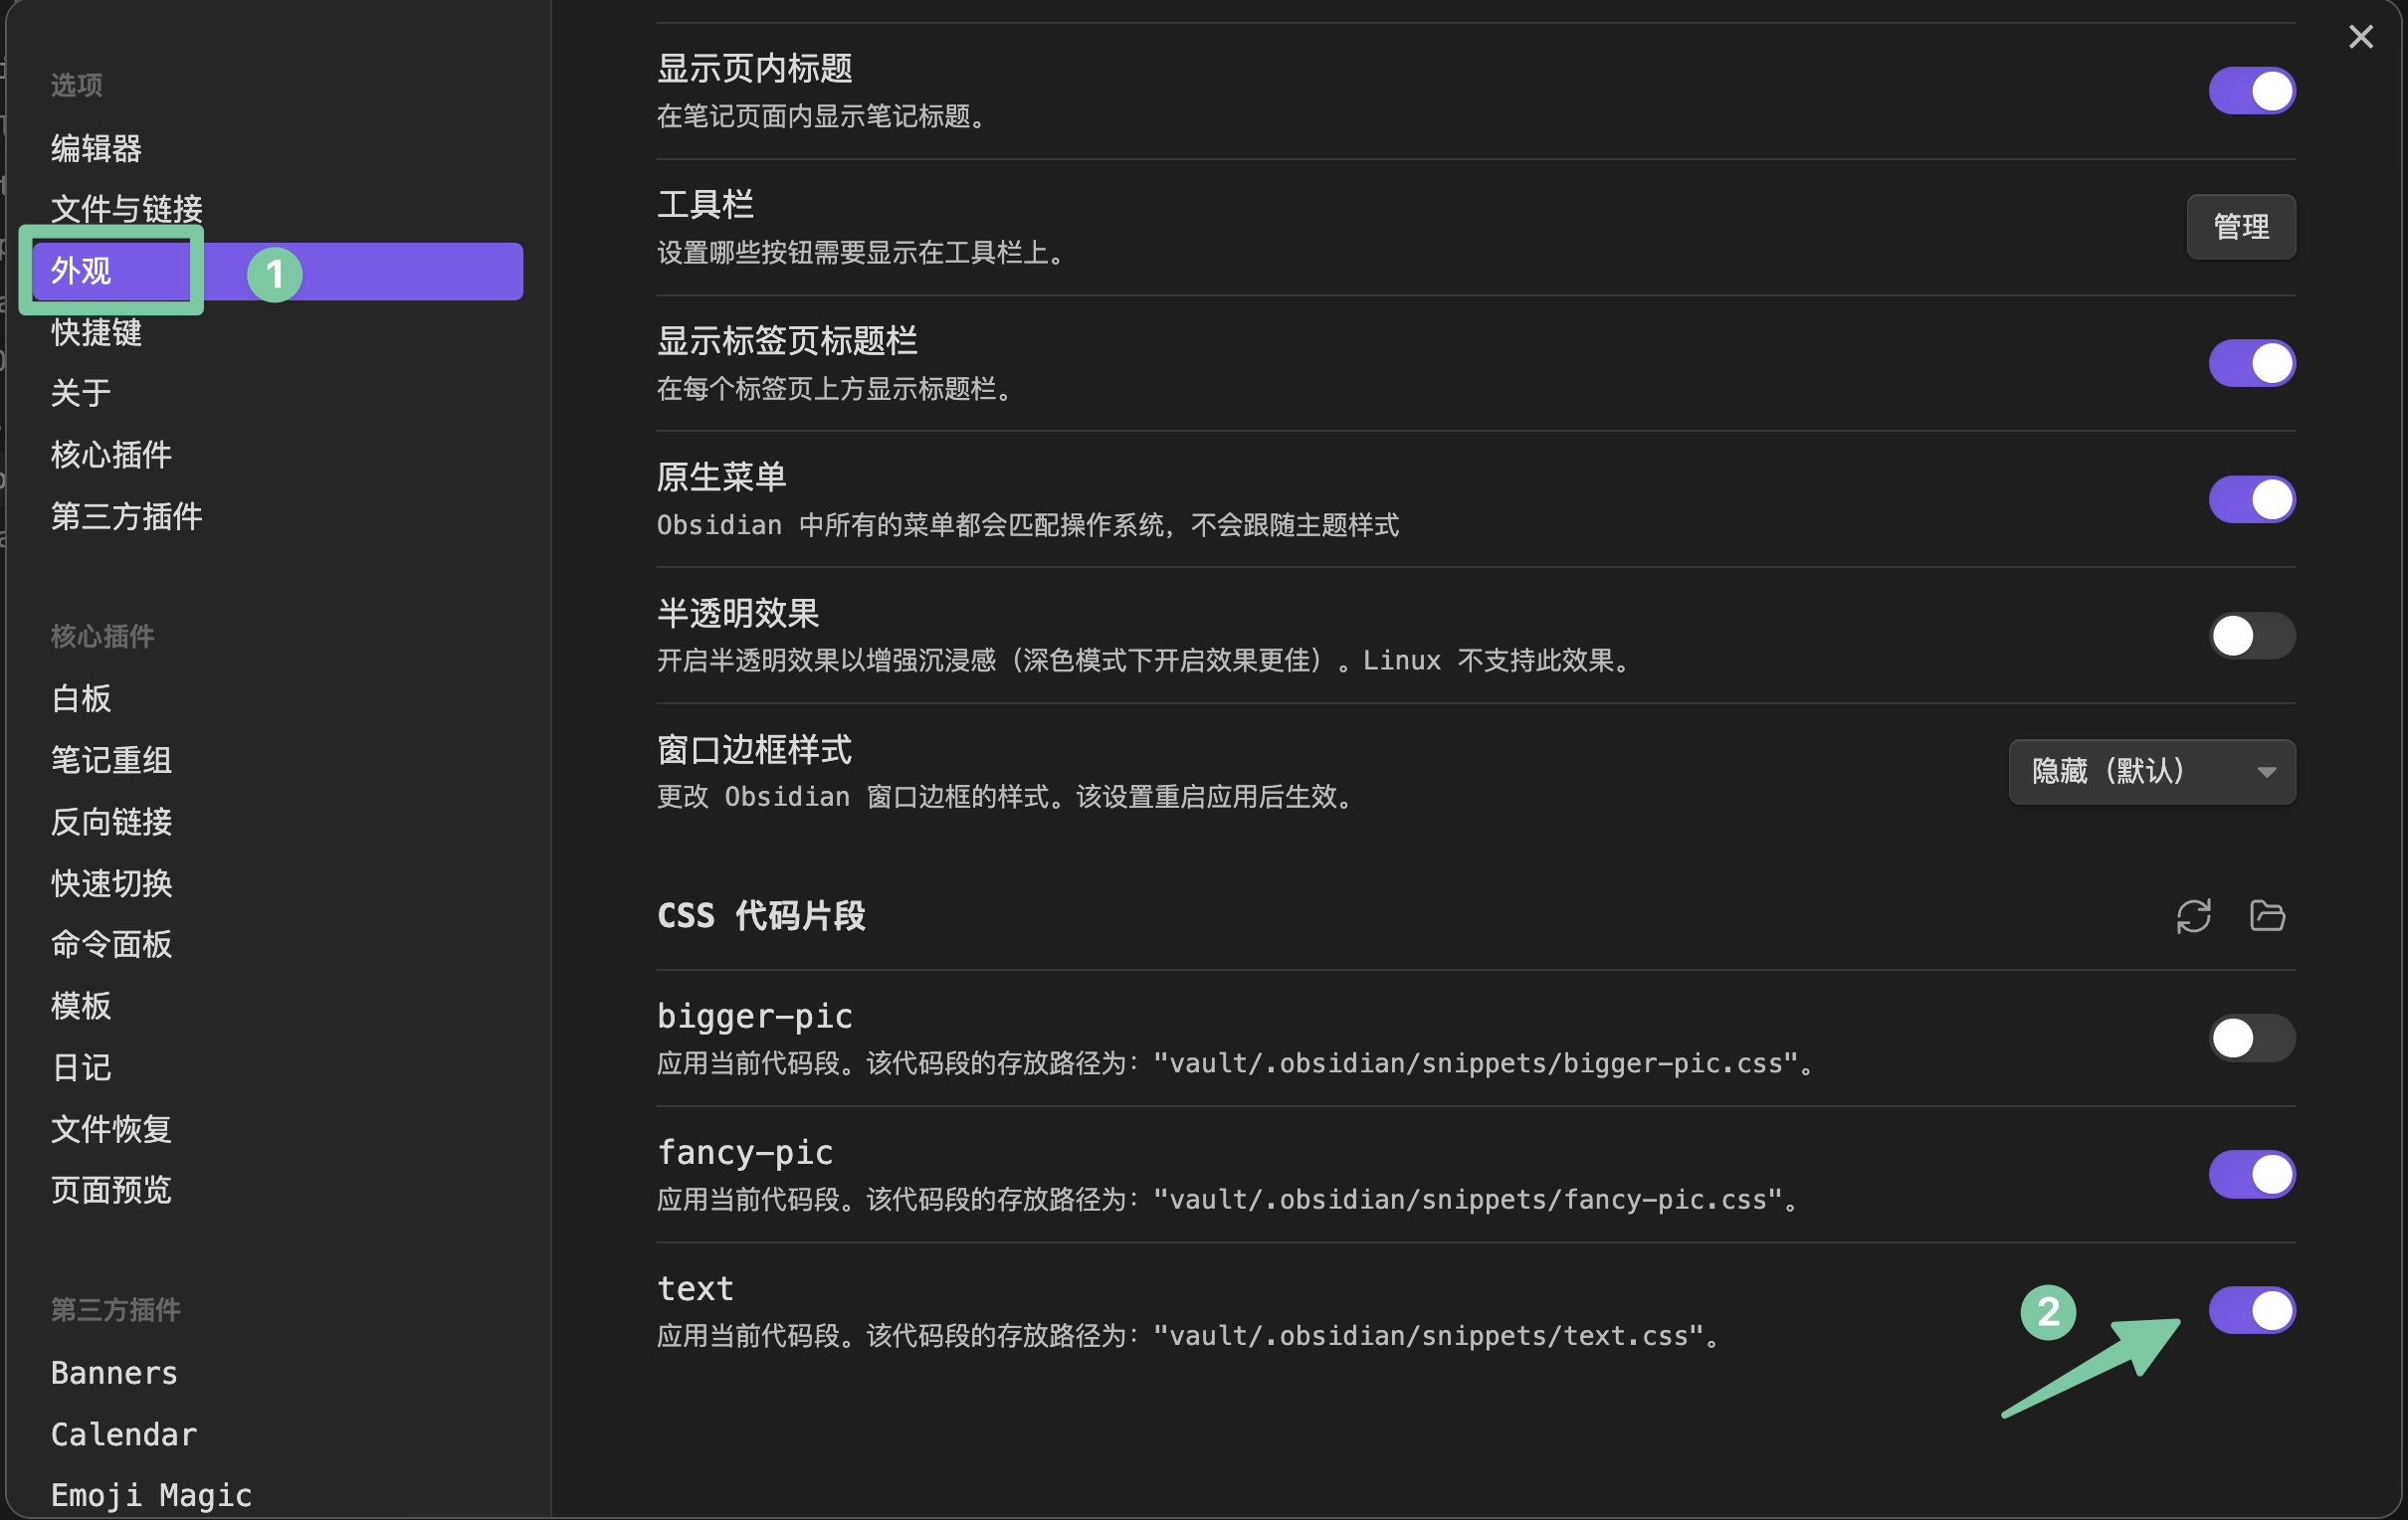 选项
编辑器
文件与链接
外观
1
快捷键
关于
核心插件
第三方插件
核心插件
白板
笔记重组
反向链接
快速切换
命令面板
模板
日记
文件恢复
页面预览
第三方插件
Banners
Calendar
Emoji Magic
显示页内标题
在笔记页面内显示笔记标题。
工具栏
设置哪些按钮需要显示在工具栏上。
管理
显示标签页标题栏
在每个标签页上方显示标题栏。
原生菜单
Obsidian 中所有的菜单都会匹配操作系统，不会跟随主题样式
半透明效果
开启半透明效果以增强沉浸感（深色模式下开启效果更佳）。Linux 不支持此效果。
窗口边框样式
更改 Obsidian 窗口边框的样式。该设置重启应用后生效。
隐藏（默认）
CSS 代码片段
bigger-pic
应用当前代码段。该代码段的存放路径为："vault/.obsidian/snippets/bigger-pic.css"。
fancy-pic
应用当前代码段。该代码段的存放路径为："vault/.obsidian/snippets/fancy-pic.css"。
text
应用当前代码段。该代码段的存放路径为："vault/.obsidian/snippets/text.css"。
2